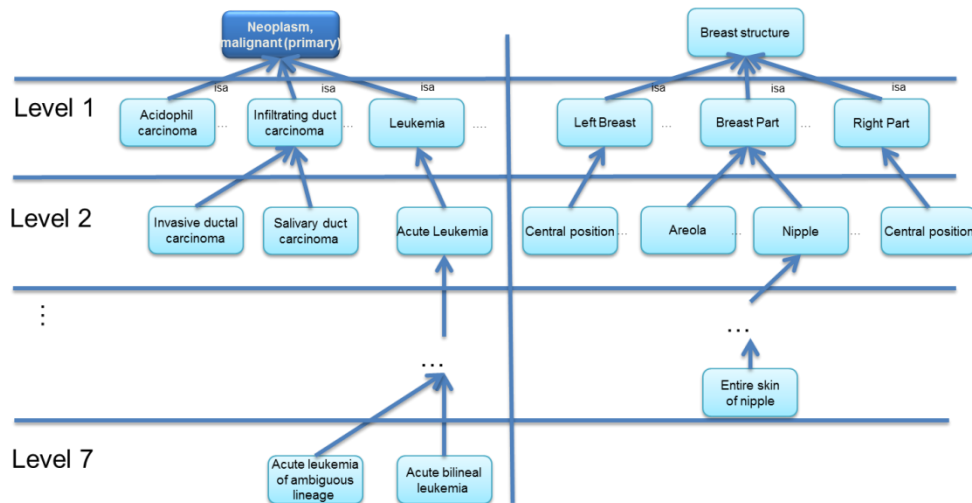 Neoplasm,
malignant (primary)
Breast structure
isa
isa
isa
isa
isa
isa
Level 1
Acidophil
carcinoma
...
Infiltrating duct
carcinoma
...
Leukemia
....
Left Breast
...
Breast Part
...
Right Part
Level 2
Invasive ductal
carcinoma
Salivary duct
carcinoma
Acute Leukemia
Central position
...
Areola
...
Nipple
...
Central position
...
...
...
Entire skin
of nipple
Level 7
Acute leukemia
of ambiguous
lineage
Acute bilineal
leukemia